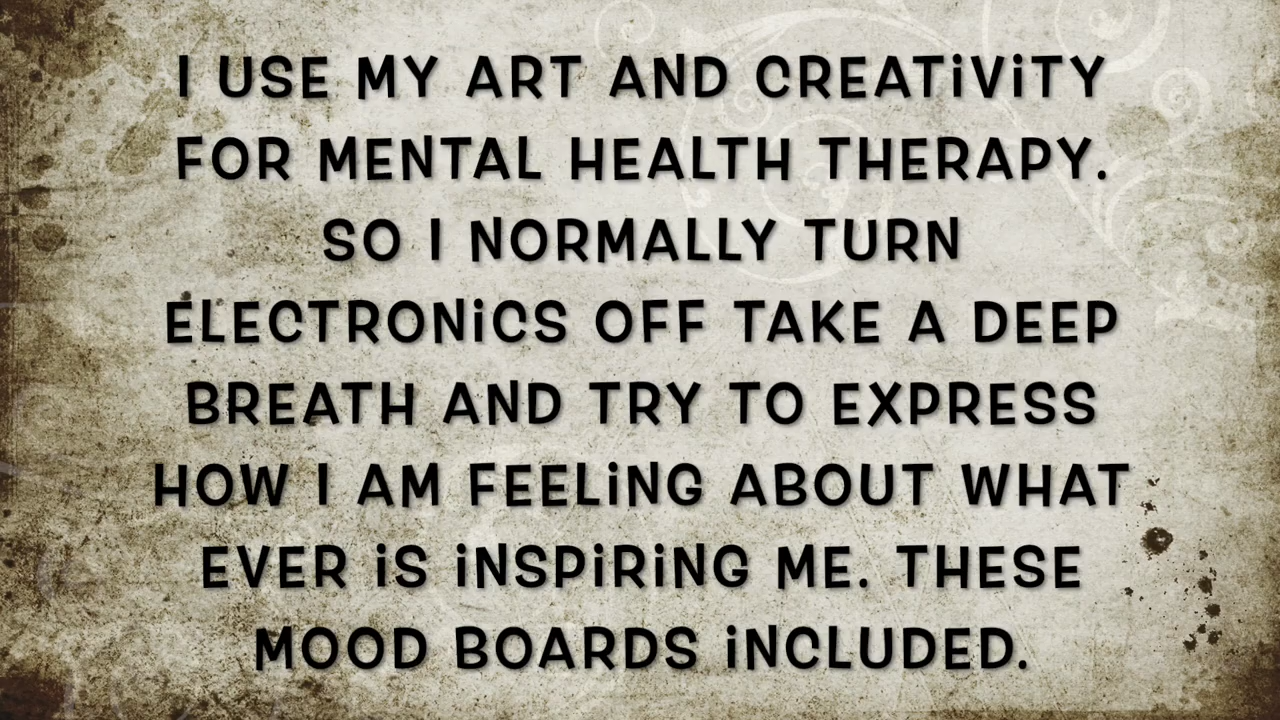 I USE MY ART AND CREATiViTY
FOR MENTAL HEALTH THERAPY.
SO I NORMALLY TURN
ELECTRONiCS OFF TAKE A DEEP
BREATH AND TRY TO EXPRESS
HOW I AM FEELiNG ABOUT WHAT
EVER iS iNSPiRiNG ME. THESE
MOOD BOARDS iNCLUDED.